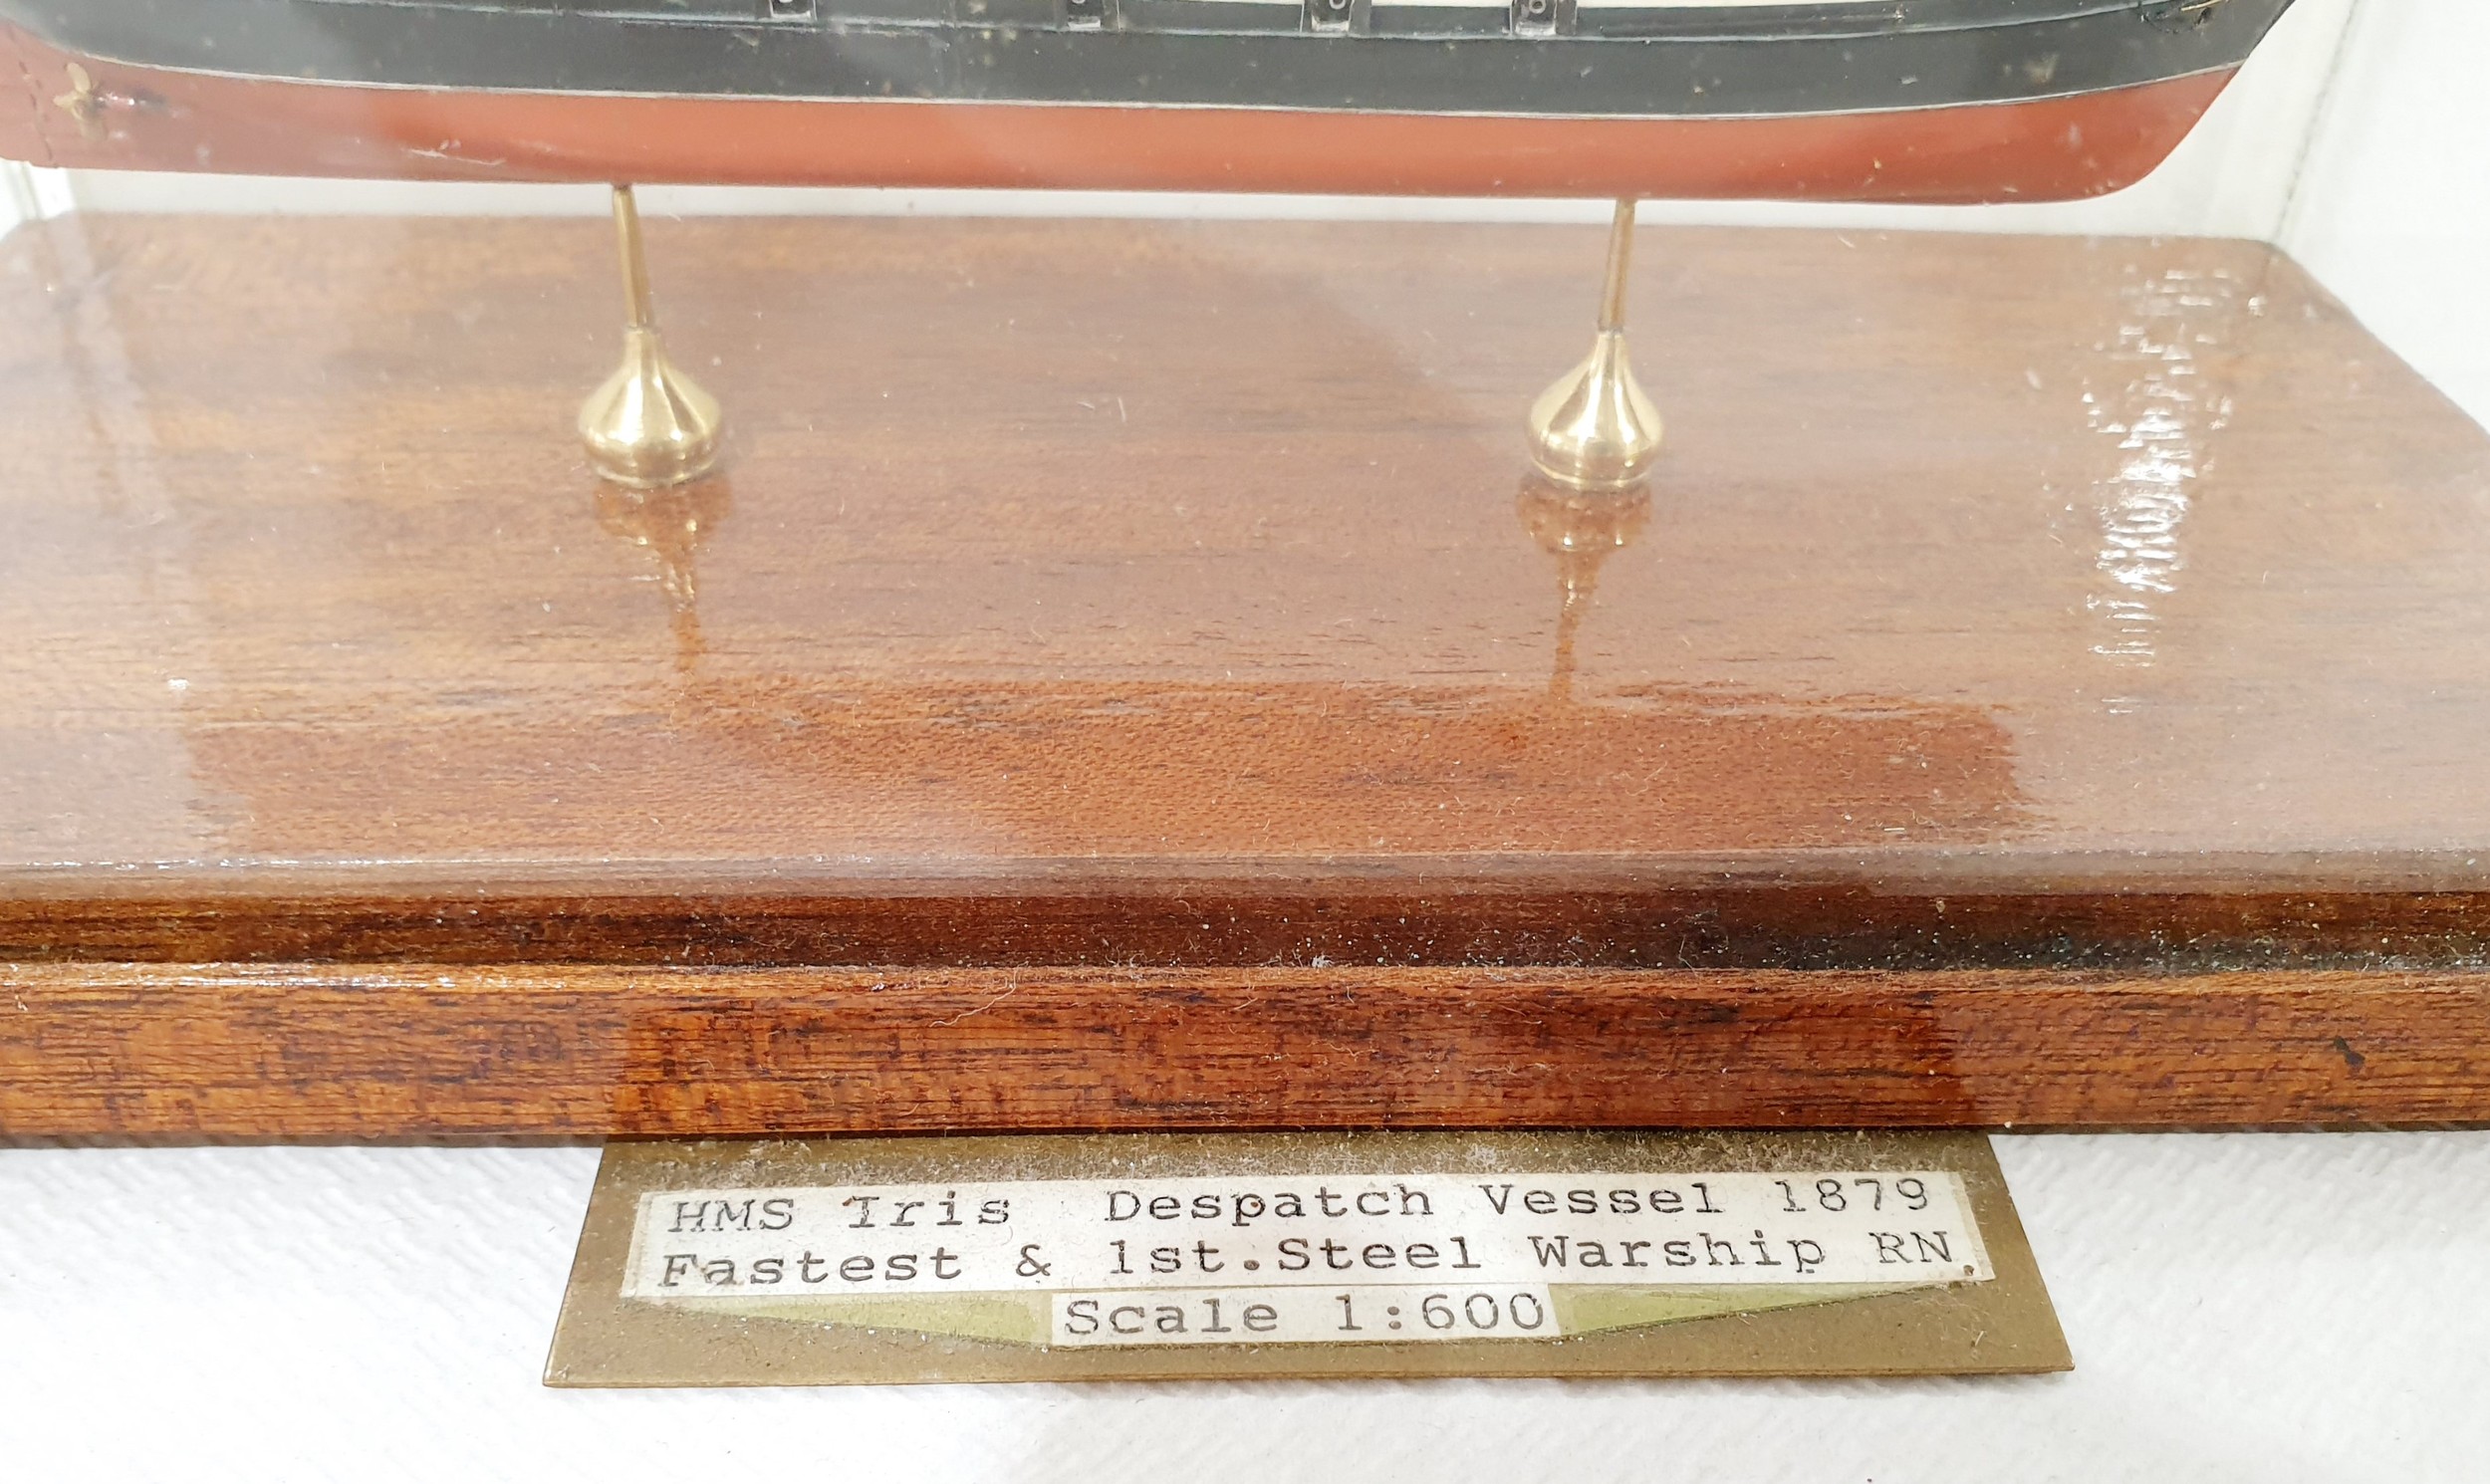 HMS Iris Despatch Vessel 1879
Fastest & 1st.Steel Warship RN.
Scale 1:600